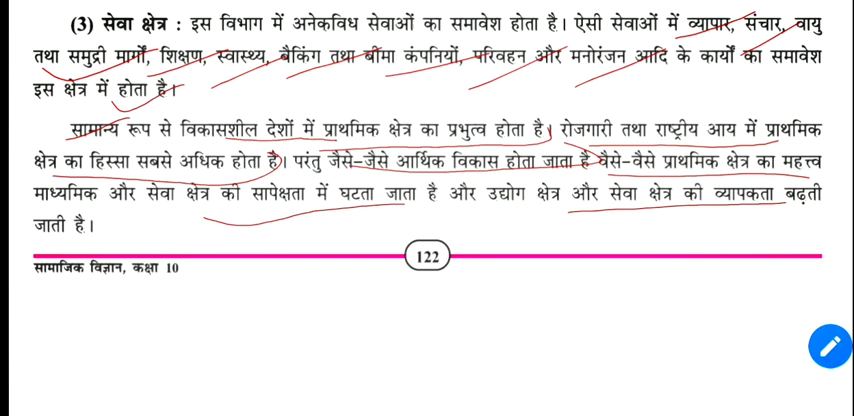 (3) सेवा क्षेत्र : इस विभाग में अनेकविध सेवाओं का समावेश होता है। ऐसी सेवाओं में व्यापार, संचार, वायु
तथा समुद्री मार्गों, शिक्षण, स्वास्थ्य, बैंकिंग तथा बीमा कंपनियों, परिवहन और मनोरंजन आदि के कार्यों का समावेश
इस क्षेत्र में होता है।
सामान्य रूप से विकासशील देशों में प्राथमिक क्षेत्र का प्रभुत्व होता है। रोजगारी तथा राष्ट्रीय आय में प्राथमिक
क्षेत्र का हिस्सा सबसे अधिक होता है। परंतु जैसे-जैसे आर्थिक विकास होता जाता है वैसे-वैसे प्राथमिक क्षेत्र का महत्त्व
माध्यमिक और सेवा क्षेत्र की सापेक्षता में घटता जाता है और उद्योग क्षेत्र और सेवा क्षेत्र की व्यापकता बढ़ती
जाती है।
122
सामाजिक विज्ञान, कक्षा 10